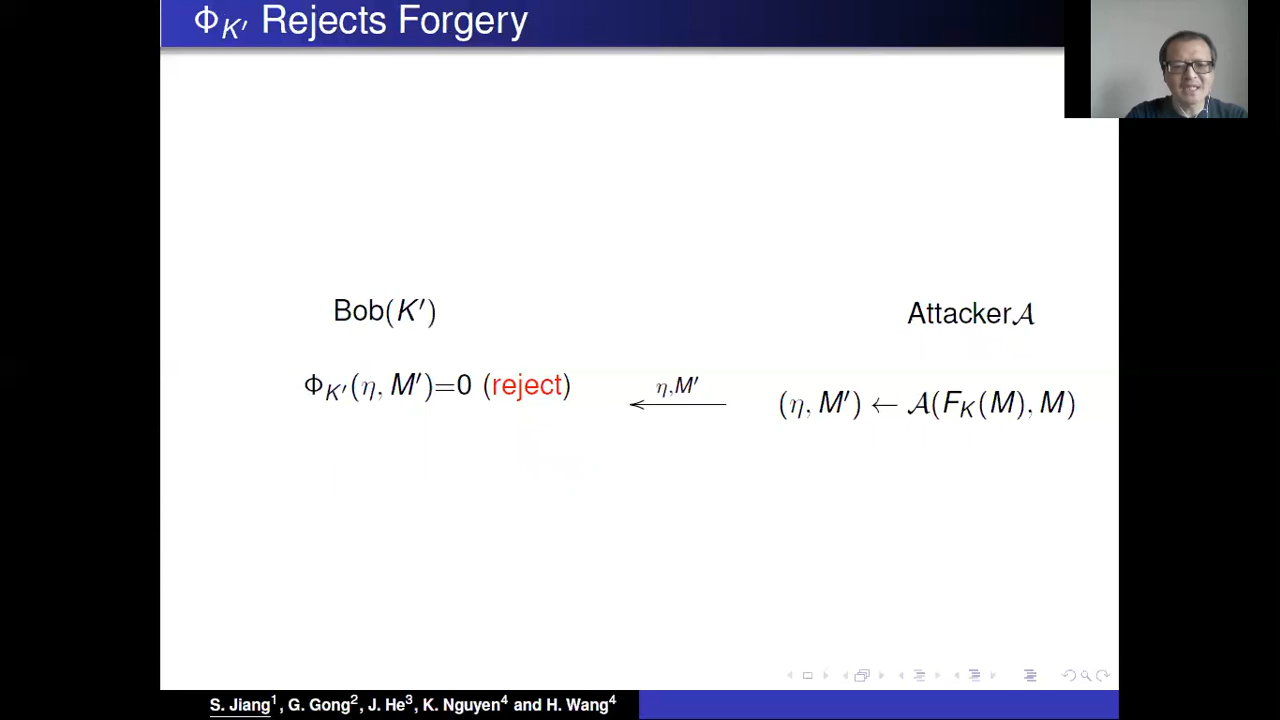 Φ_{K′} Rejects Forgery
Bob(K′)
Attacker𝒜
Φ_{K′}(η, M′)=0 (reject)
η,M′
(η, M′) ← 𝒜(F_K(M), M)
S. Jiang¹, G. Gong², J. He³, K. Nguyen⁴ and H. Wang⁴